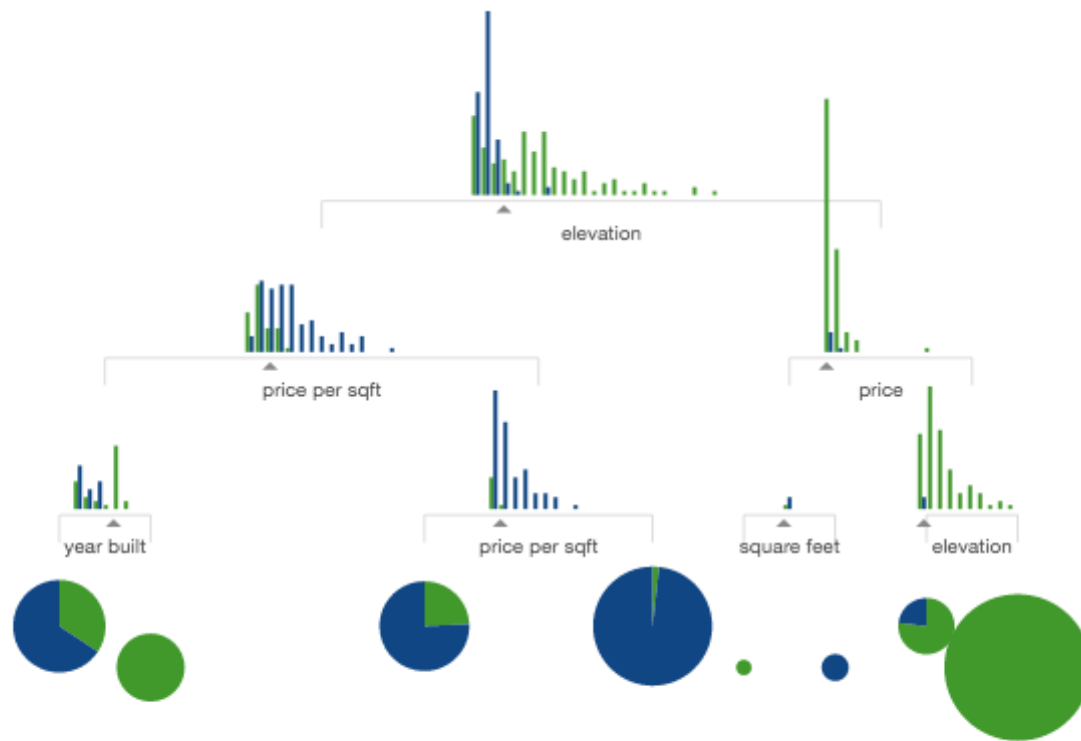 elevation
price per sqft
price
year built
price per sqft
square feet
elevation